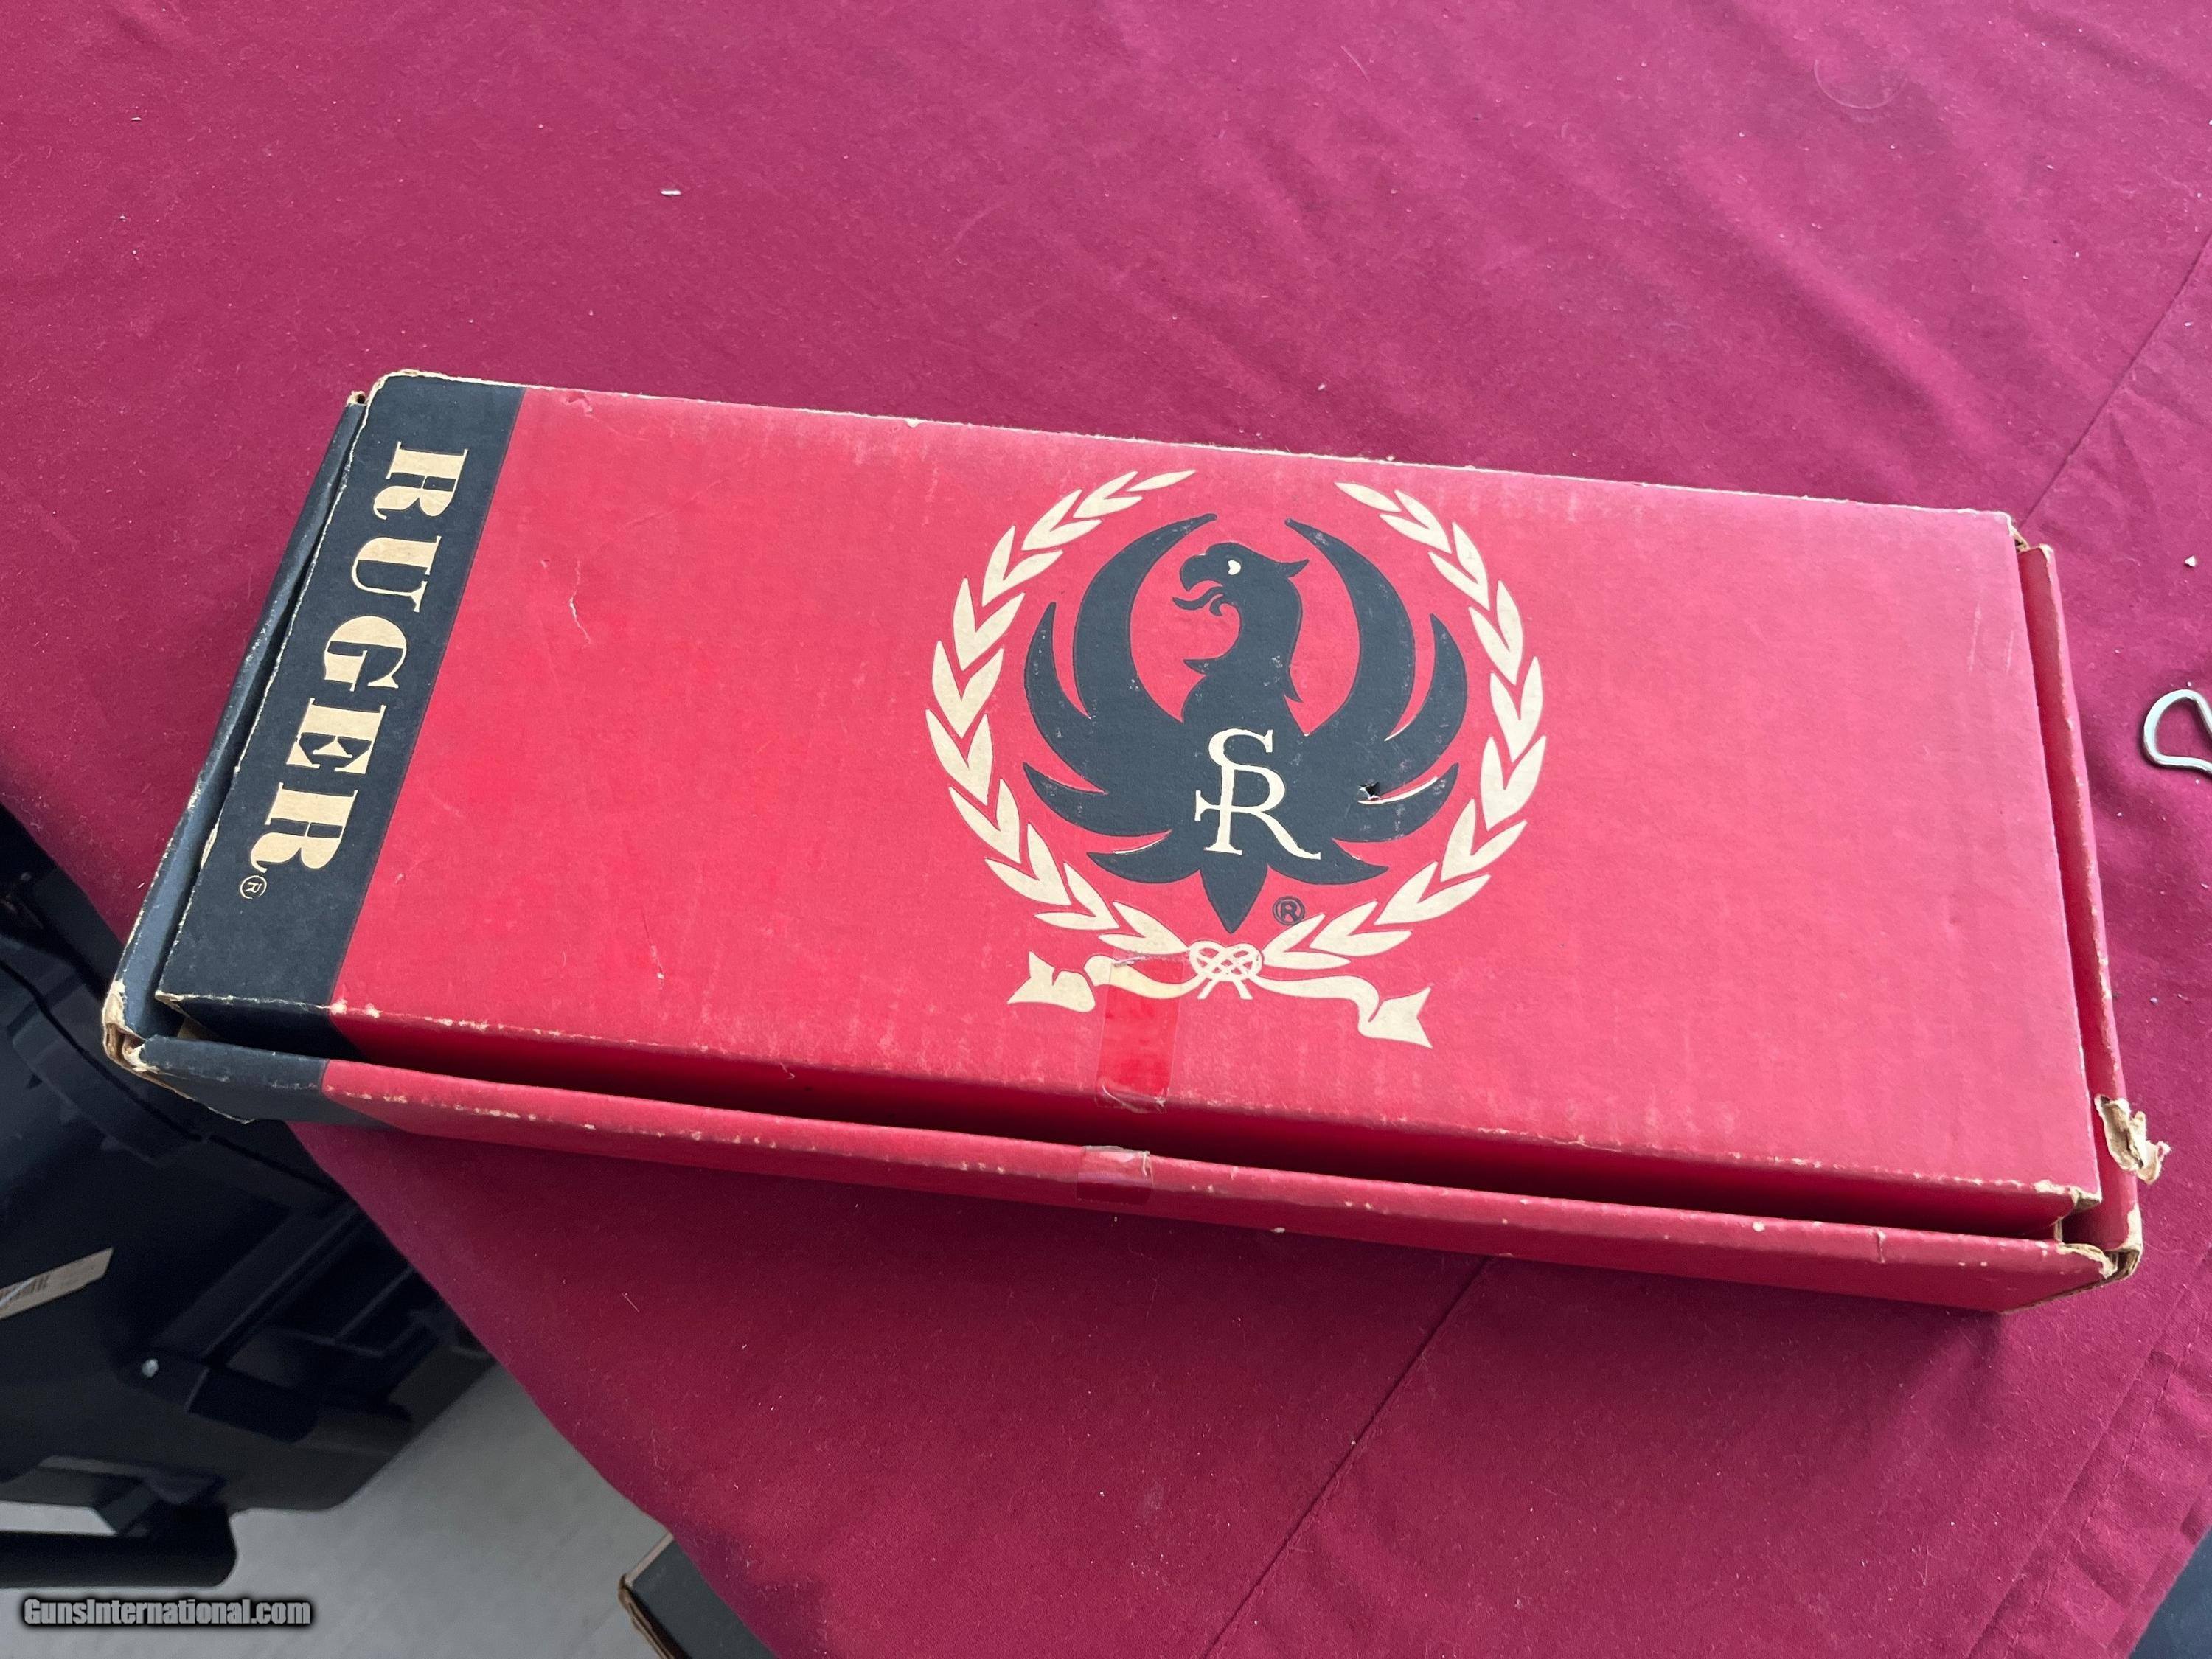 RUGER®
SR
®
GunsInternational.com